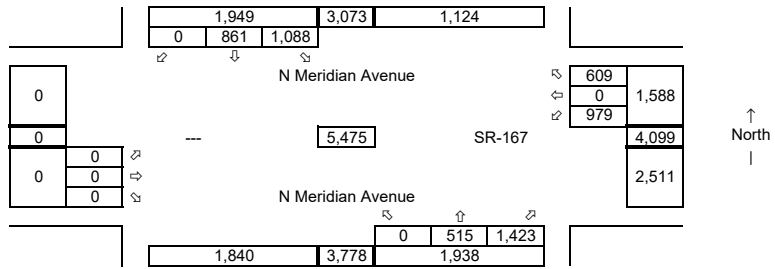 1,949 3,073 1,124
0 861 1,088
⬃ ⇩ ⬂
N Meridian Avenue ⬁ 609
0 ⇦ 0 1,588
⬃ 979
0 --- 5,475 SR-167 4,099
0 ⬀
0 0 ⇨ 2,511
0 ⬂ N Meridian Avenue
⬁ ⇧ ⬀
0 515 1,423
1,840 3,778 1,938
↑
North
|